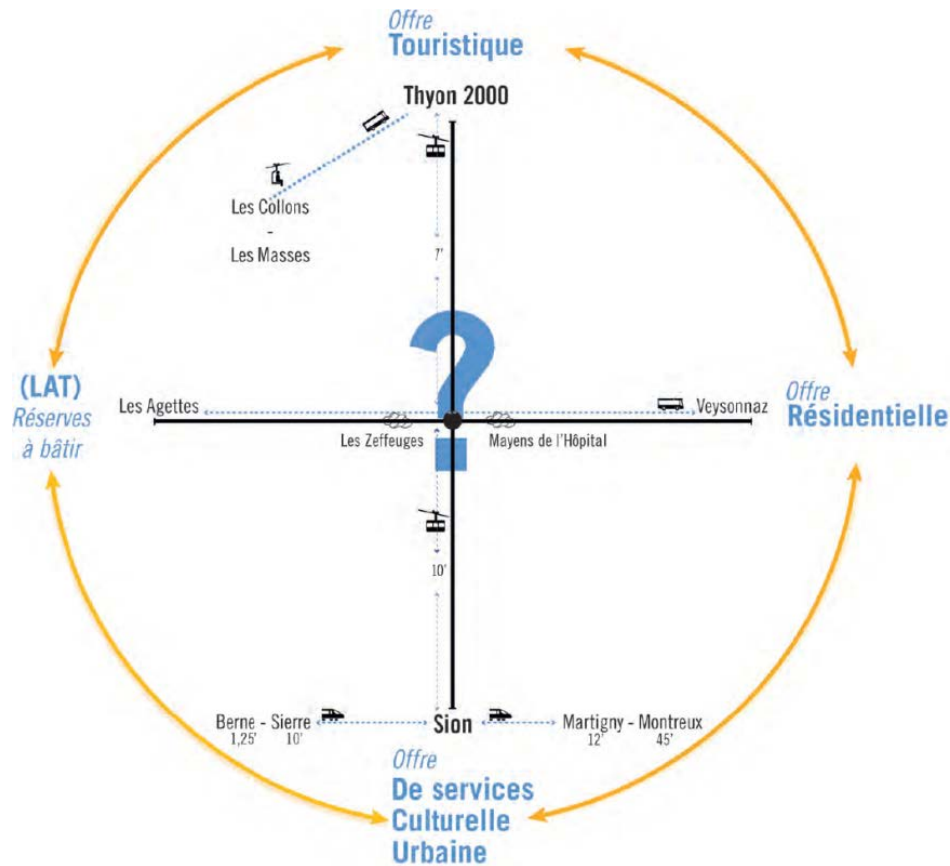 Offre
Touristique
Thyon 2000
Les Collons
-
Les Masses
7'
?
(LAT)
Réserves
à bâtir
Les Agettes
Veysonnaz
Offre
Résidentielle
Les Zeffeuges
Mayens de l'Hôpital
10'
Berne - Sierre
1,25' 10'
Sion
Martigny - Montreux
12' 45'
Offre
De services
Culturelle
Urbaine